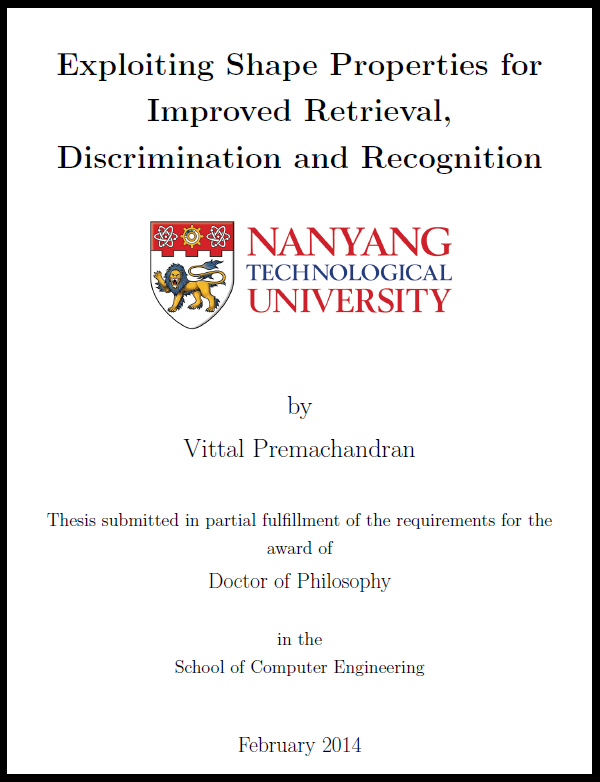 Exploiting Shape Properties for
Improved Retrieval,
Discrimination and Recognition
NANYANG
TECHNOLOGICAL
UNIVERSITY
by
Vittal Premachandran
Thesis submitted in partial fulfillment of the requirements for the
award of
Doctor of Philosophy
in the
School of Computer Engineering
February 2014